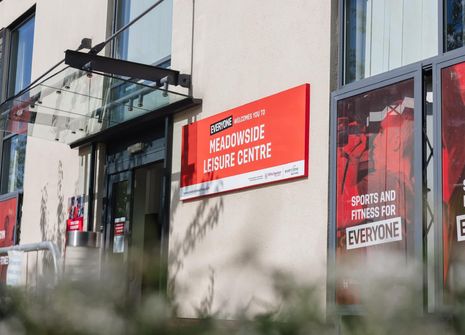 EVERYONE WELCOMES YOU TO
MEADOWSIDE
LEISURE CENTRE
SPORTS AND
FITNESS FOR
EVERYONE